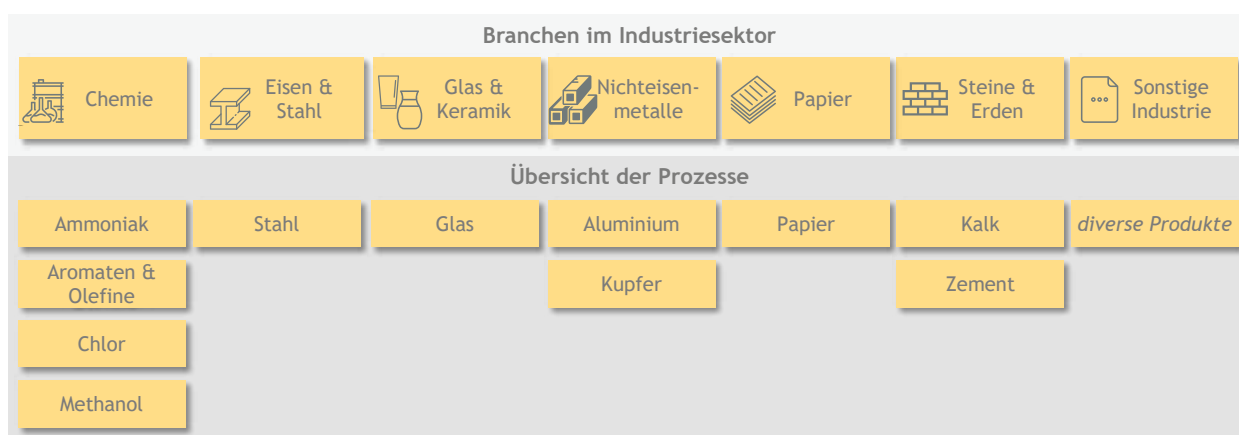 Branchen im Industriesektor
Chemie
Eisen &
Stahl
Glas &
Keramik
Nichteisen-
metalle
Papier
Steine &
Erden
Sonstige
Industrie
Übersicht der Prozesse
Ammoniak
Stahl
Glas
Aluminium
Papier
Kalk
diverse Produkte
Aromaten &
Olefine
Kupfer
Zement
Chlor
Methanol